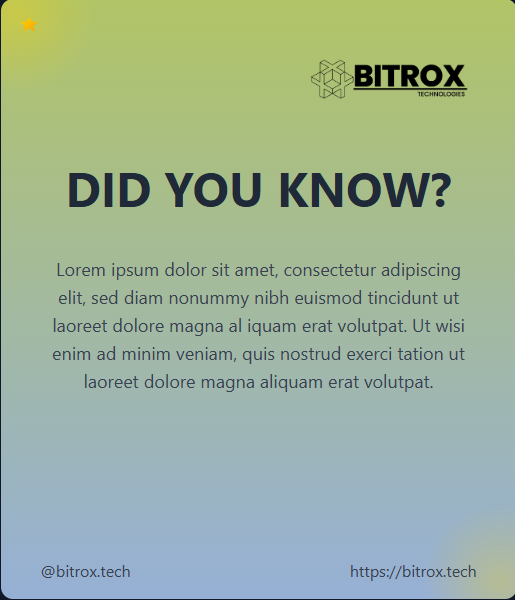 BITROX
TECHNOLOGIES
DID YOU KNOW?
Lorem ipsum dolor sit amet, consectetur adipiscing
elit, sed diam nonummy nibh euismod tincidunt ut
laoreet dolore magna al iquam erat volutpat. Ut wisi
enim ad minim veniam, quis nostrud exerci tation ut
laoreet dolore magna aliquam erat volutpat.
@bitrox.tech
https://bitrox.tech